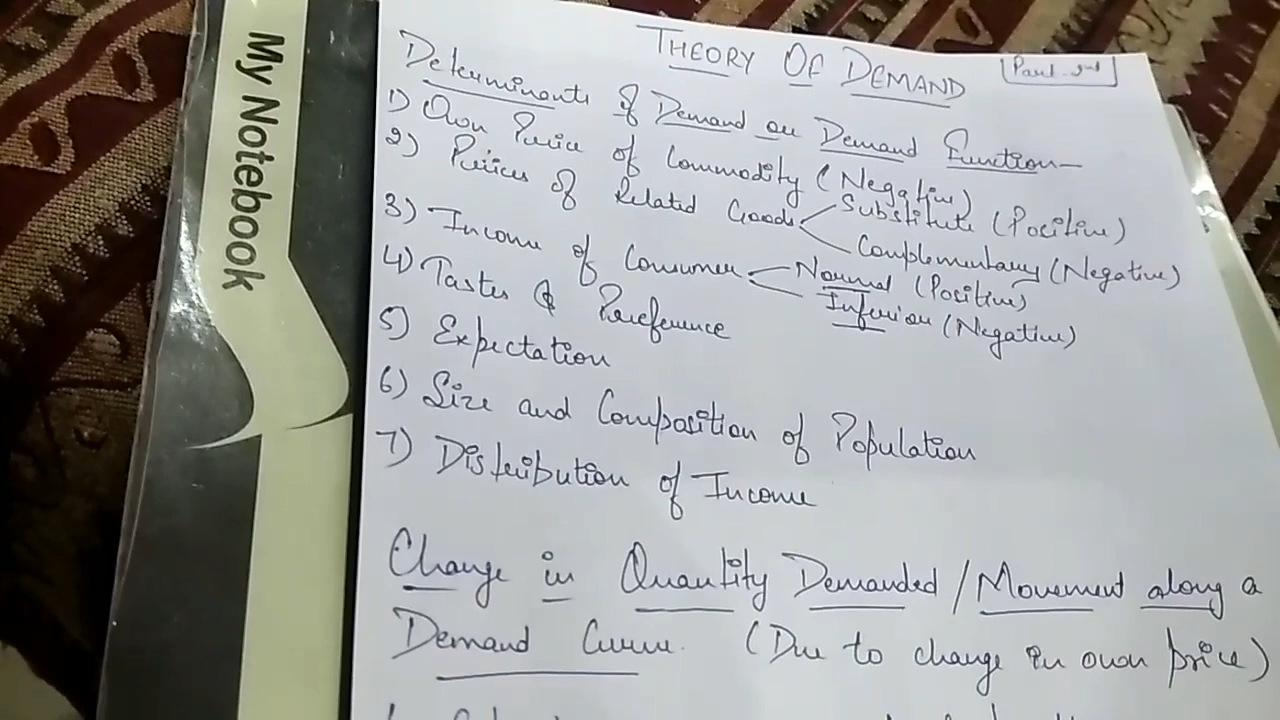 My Notebook
THEORY OF DEMAND
Determinants of Demand or Demand Function—
1) Own Price of Commodity (Negative)
2) Prices of Related Goods
Substitute (Positive)
Complementary (Negative)
3) Income of Consumer
Normal (Positive)
Inferior (Negative)
4) Tastes & Preference
5) Expectation
6) Size and Composition of Population
7) Distribution of Income
Change in Quantity Demanded / Movement along a
Demand Curve. (Due to change in own price)